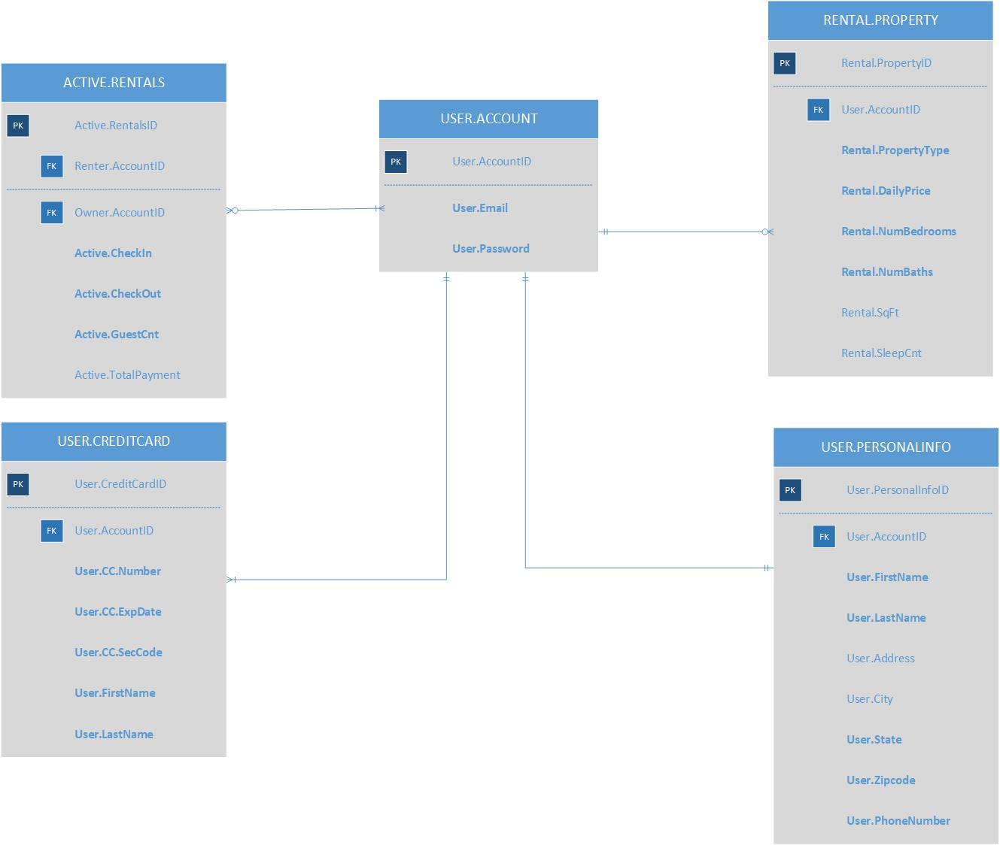 ACTIVE.RENTALS
PK Active.RentalsID
FK Renter.AccountID
FK Owner.AccountID
Active.CheckIn
Active.CheckOut
Active.GuestCnt
Active.TotalPayment
USER.ACCOUNT
PK User.AccountID
User.Email
User.Password
RENTAL.PROPERTY
PK Rental.PropertyID
FK User.AccountID
Rental.PropertyType
Rental.DailyPrice
Rental.NumBedrooms
Rental.NumBaths
Rental.SqFt
Rental.SleepCnt
USER.CREDITCARD
PK User.CreditCardID
FK User.AccountID
User.CC.Number
User.CC.ExpDate
User.CC.SecCode
User.FirstName
User.LastName
USER.PERSONALINFO
PK User.PersonalInfoID
FK User.AccountID
User.FirstName
User.LastName
User.Address
User.City
User.State
User.Zipcode
User.PhoneNumber